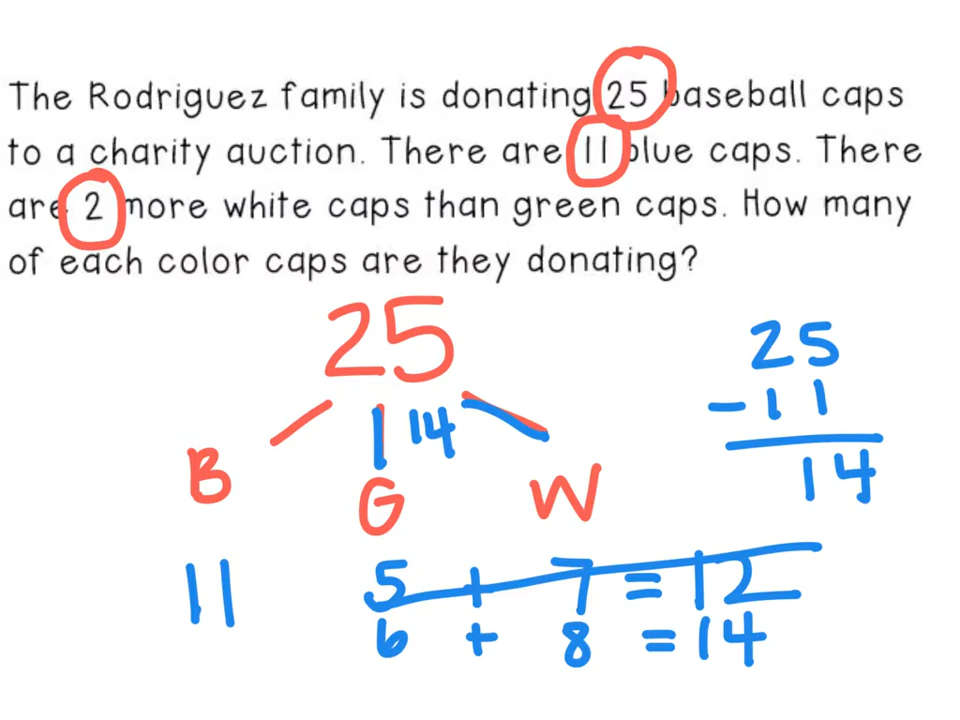 The Rodriguez family is donating 25 baseball caps
to a charity auction. There are 11 blue caps. There
are 2 more white caps than green caps. How many
of each color caps are they donating?
25
25
- 11
14
14
B G W
11 5 + 7 = 12
6 + 8 = 14